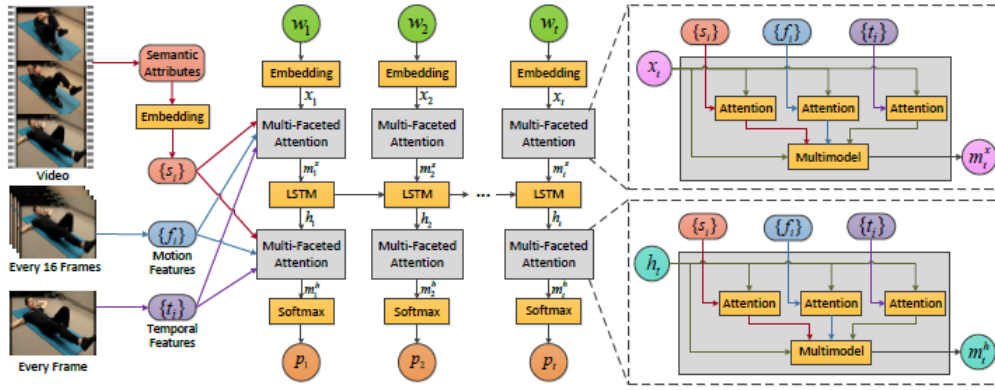 Video
Every 16 Frames
Every Frame
Semantic
Attributes
Embedding
{s_i}
{f_i}
Motion
Features
{t_i}
Temporal
Features
w_1
Embedding
x_1
Multi-Faceted
Attention
m_1^x
LSTM
h_1
Multi-Faceted
Attention
m_1^h
Softmax
p_1
w_2
Embedding
x_2
Multi-Faceted
Attention
m_2^x
LSTM
h_2
Multi-Faceted
Attention
m_2^h
Softmax
p_2
...
w_t
Embedding
x_t
Multi-Faceted
Attention
m_t^x
LSTM
h_t
Multi-Faceted
Attention
m_t^h
Softmax
p_t
{s_i} {f_i} {t_i}
x_t
Attention Attention Attention
Multimodel
m_t^x
{s_i} {f_i} {t_i}
h_t
Attention Attention Attention
Multimodel
m_t^h